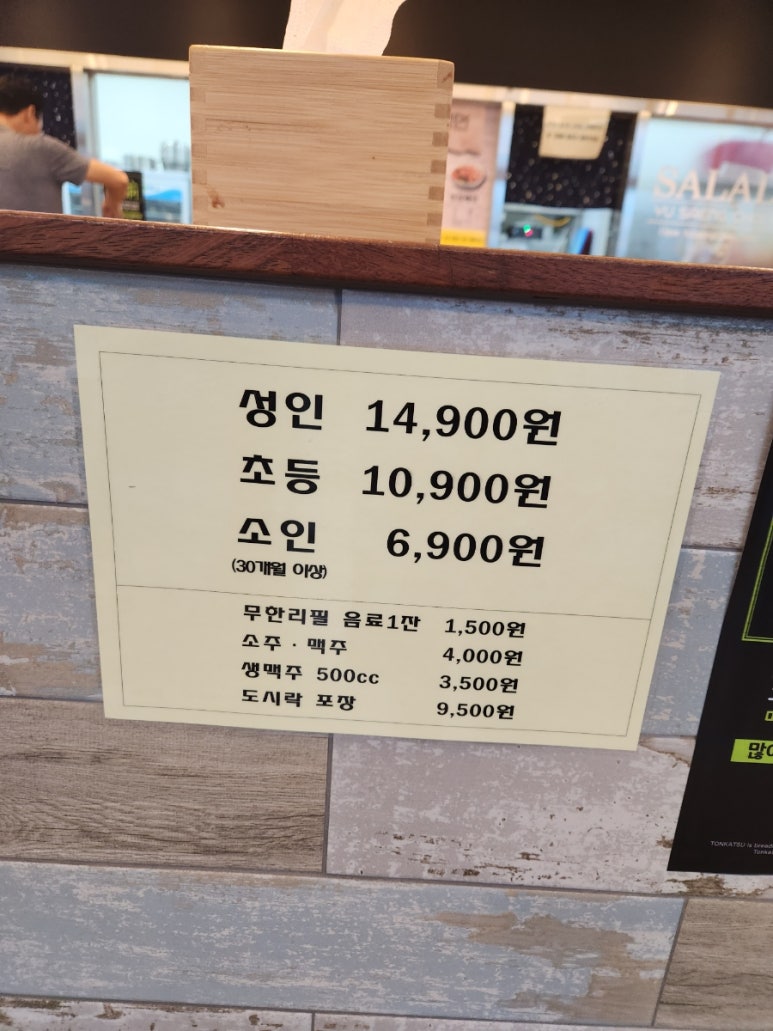 SALAD
성인 14,900원
초등 10,900원
소인 6,900원
(30개월 이상)
무한리필 음료1잔 1,500원
소주 · 맥주 4,000원
생맥주 500cc 3,500원
도시락 포장 9,500원
TONKATSU is